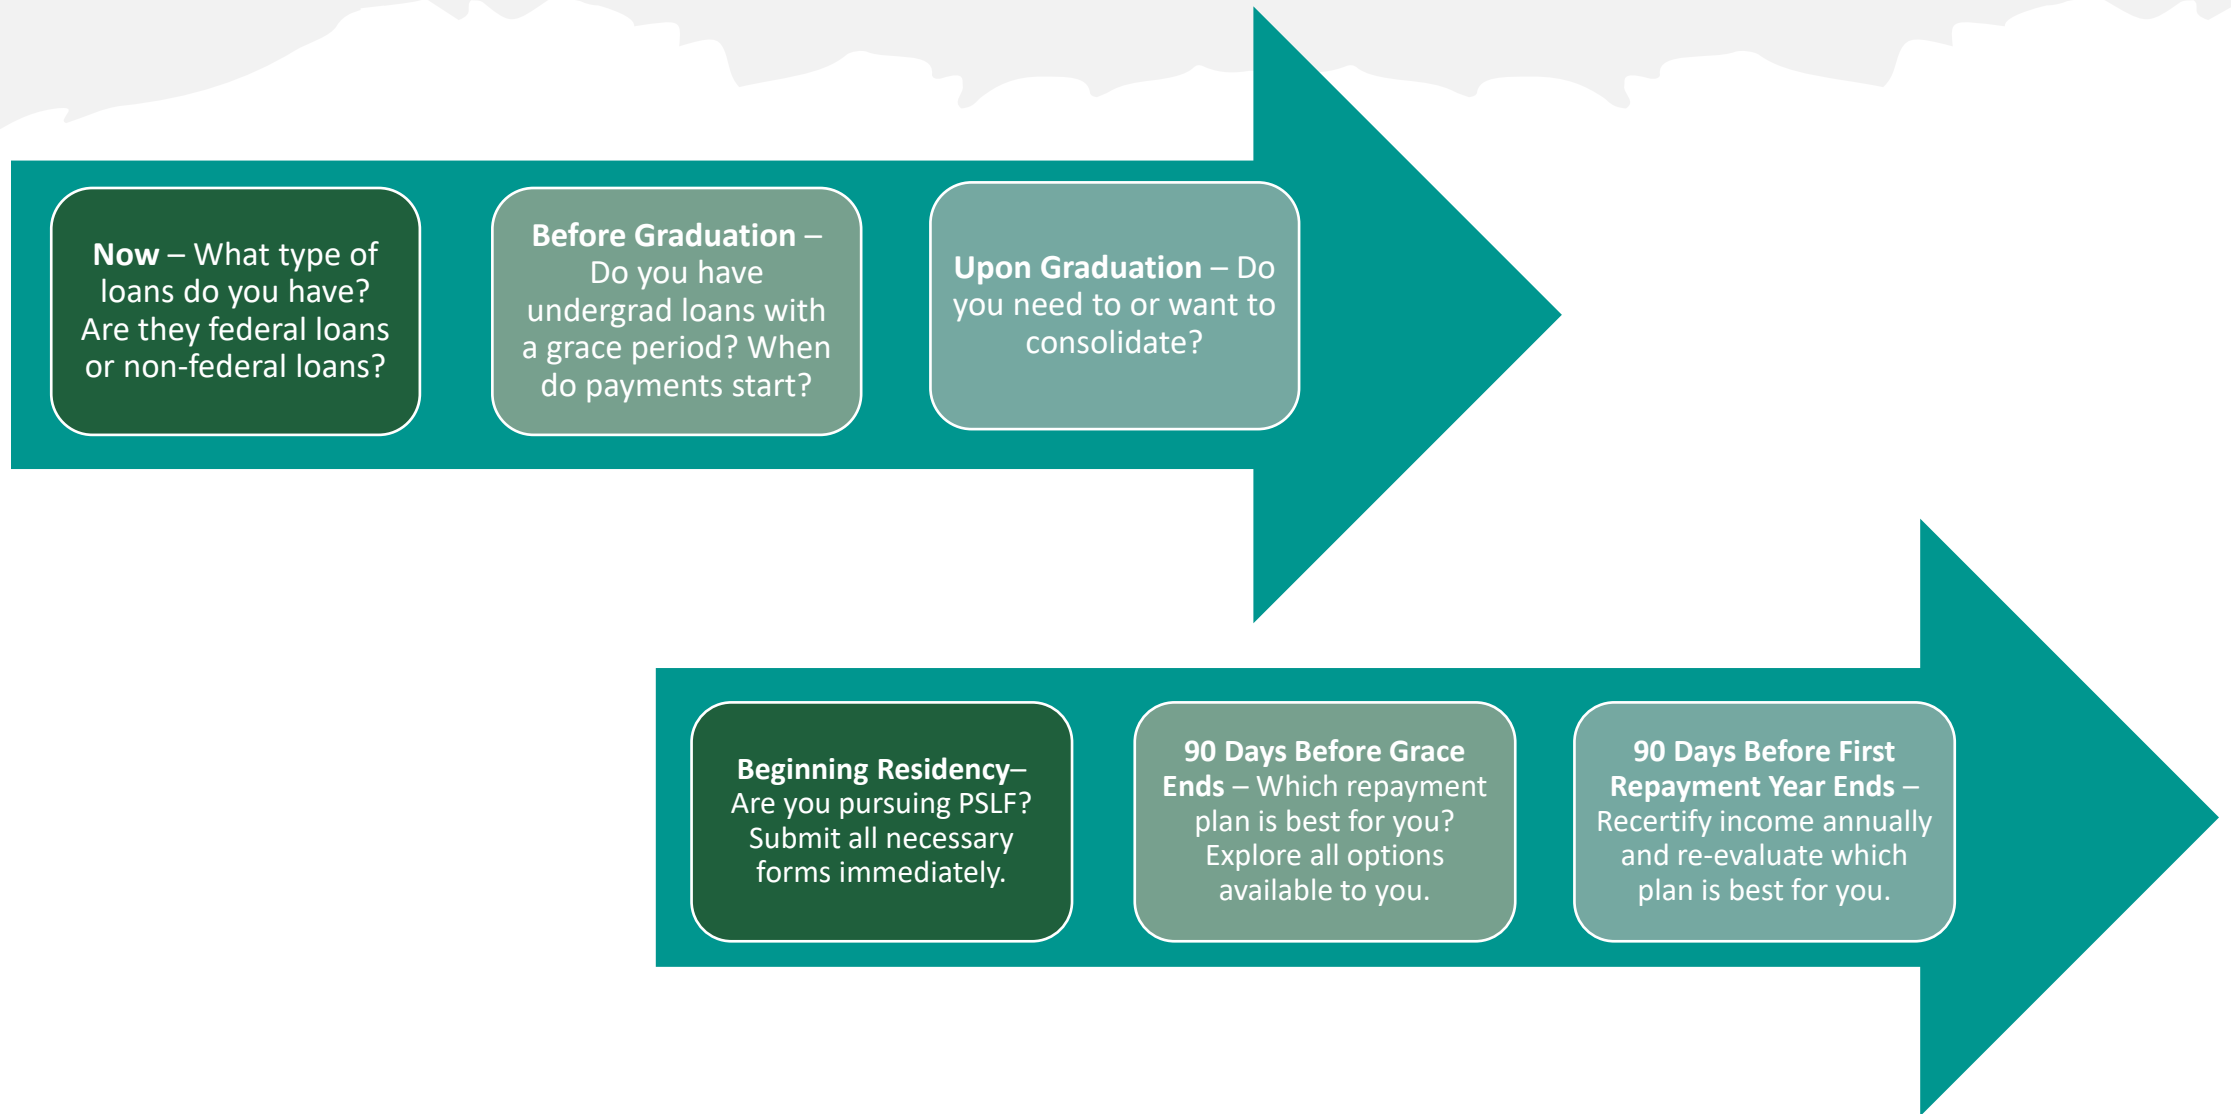 Now – What type of
loans do you have?
Are they federal loans
or non-federal loans?
Before Graduation –
Do you have
undergrad loans with
a grace period? When
do payments start?
Upon Graduation – Do
you need to or want to
consolidate?
Beginning Residency–
Are you pursuing PSLF?
Submit all necessary
forms immediately.
90 Days Before Grace
Ends – Which repayment
plan is best for you?
Explore all options
available to you.
90 Days Before First
Repayment Year Ends –
Recertify income annually
and re-evaluate which
plan is best for you.